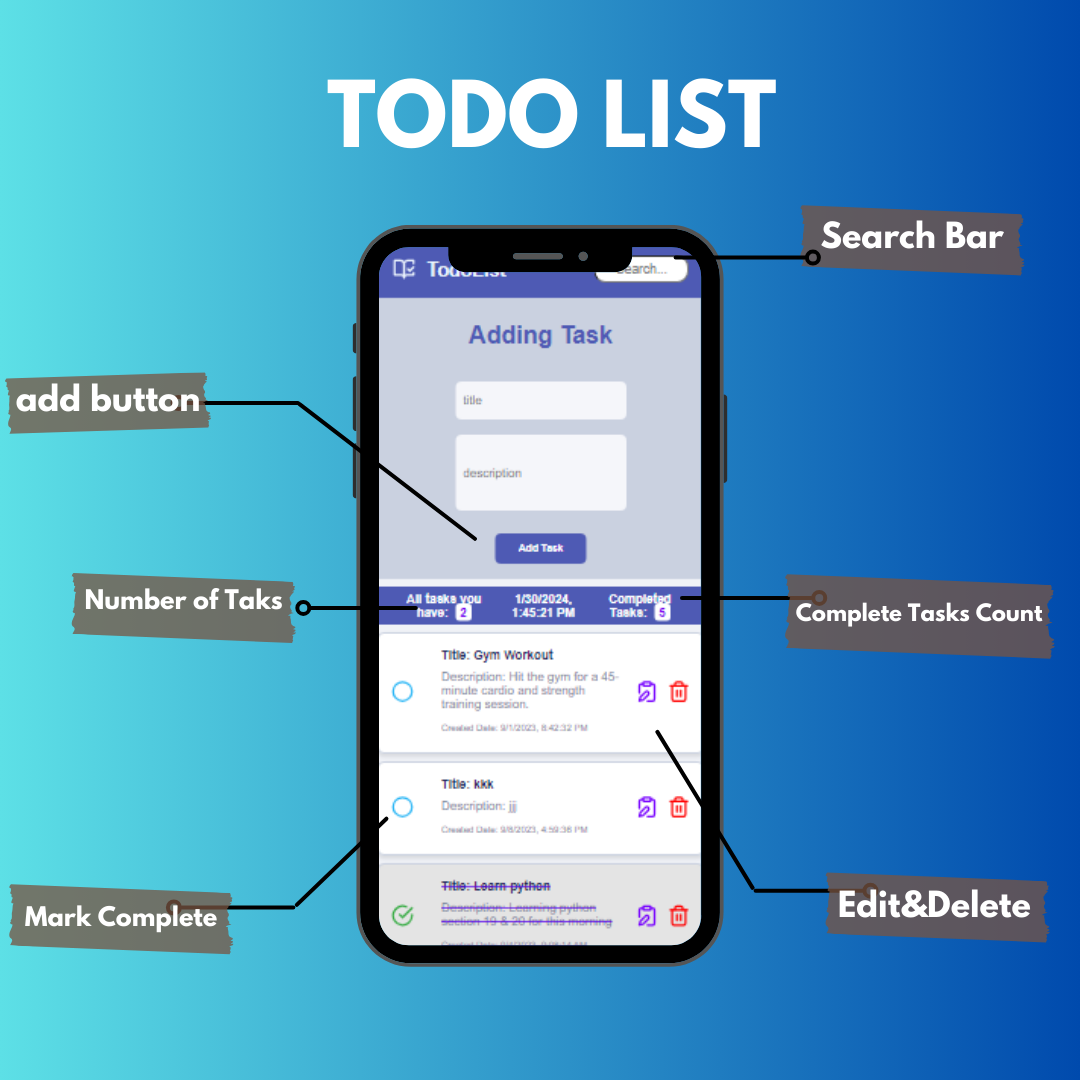 TODO LIST
Search Bar
TodoList
Search...
Adding Task
add button
title
description
Add Task
Number of Taks
All tasks you
have: 2
1/30/2024,
1:45:21 PM
Completed
Tasks: 5
Complete Tasks Count
Title: Gym Workout
Description: Hit the gym for a 45-
minute cardio and strength
training session.
Created Date: 9/1/2023, 8:42:32 PM
Title: kkk
Description: jjj
Created Date: 9/8/2023, 4:59:36 PM
Title: Learn python
Description: Learning python
section 19 & 20 for this morning
Mark Complete
Edit&Delete